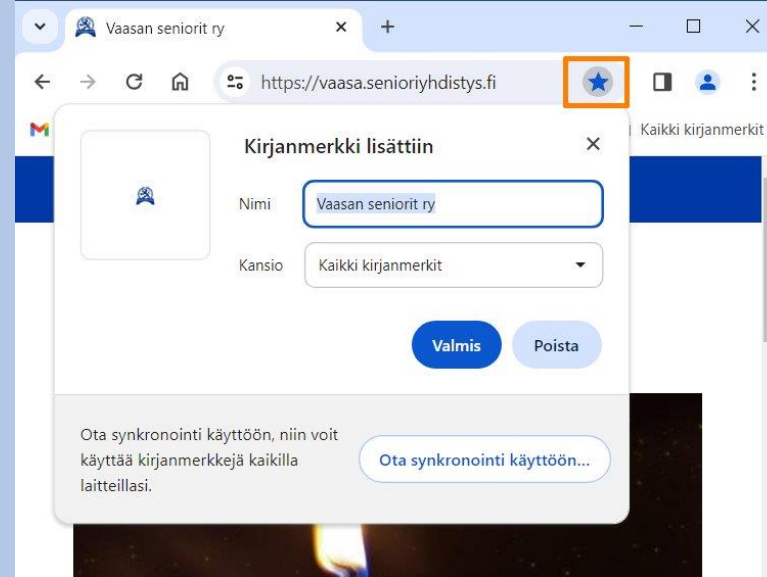 Vaasan seniorit ry
https://vaasa.senioriyhdistys.fi
Kaikki kirjanmerkit
Kirjanmerkki lisättiin
Nimi Vaasan seniorit ry
Kansio Kaikki kirjanmerkit
Valmis Poista
Ota synkronointi käyttöön, niin voit
käyttää kirjanmerkkejä kaikilla
laitteillasi.
Ota synkronointi käyttöön...